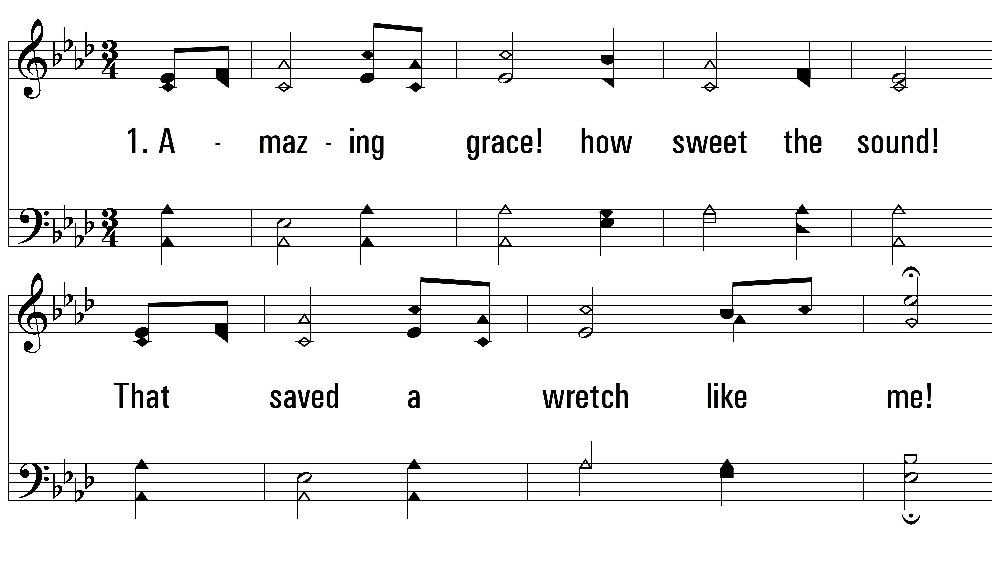 1. A - maz - ing grace! how sweet the sound!
That saved a wretch like me!